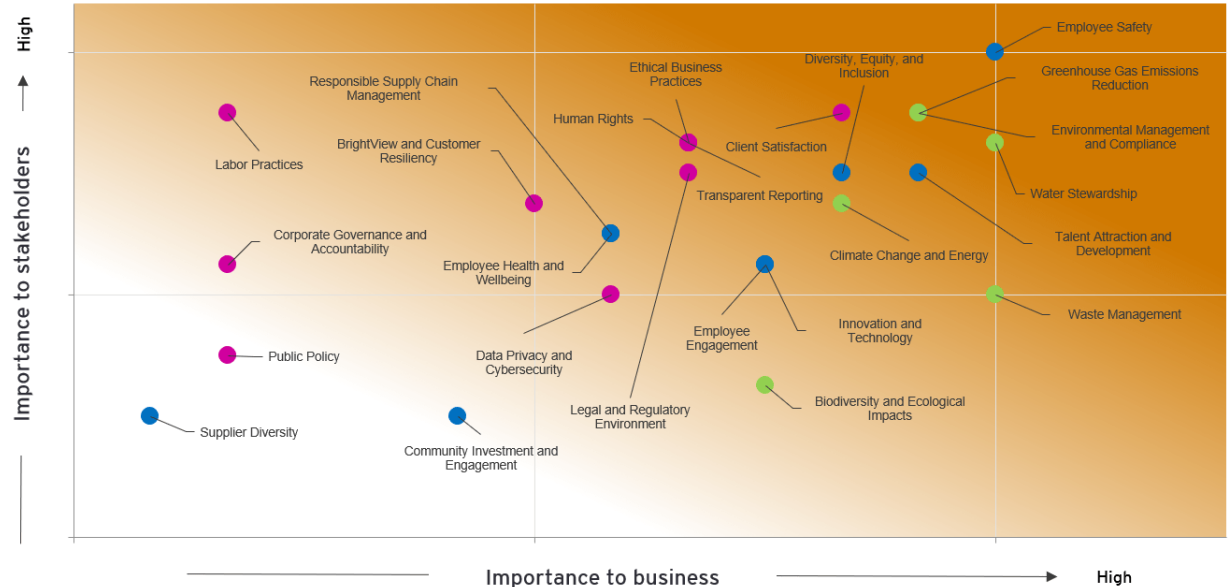 High
Importance to stakeholders
Employee Safety
Diversity, Equity, and
Inclusion
Ethical Business
Practices
Greenhouse Gas Emissions
Reduction
Responsible Supply Chain
Management
Human Rights
Client Satisfaction
Environmental Management
and Compliance
BrightView and Customer
Resiliency
Labor Practices
Transparent Reporting
Water Stewardship
Corporate Governance and
Accountability
Talent Attraction and
Development
Climate Change and Energy
Employee Health and
Wellbeing
Waste Management
Employee
Engagement
Innovation and
Technology
Public Policy
Data Privacy and
Cybersecurity
Biodiversity and Ecological
Impacts
Legal and Regulatory
Environment
Supplier Diversity
Community Investment and
Engagement
Importance to business
High